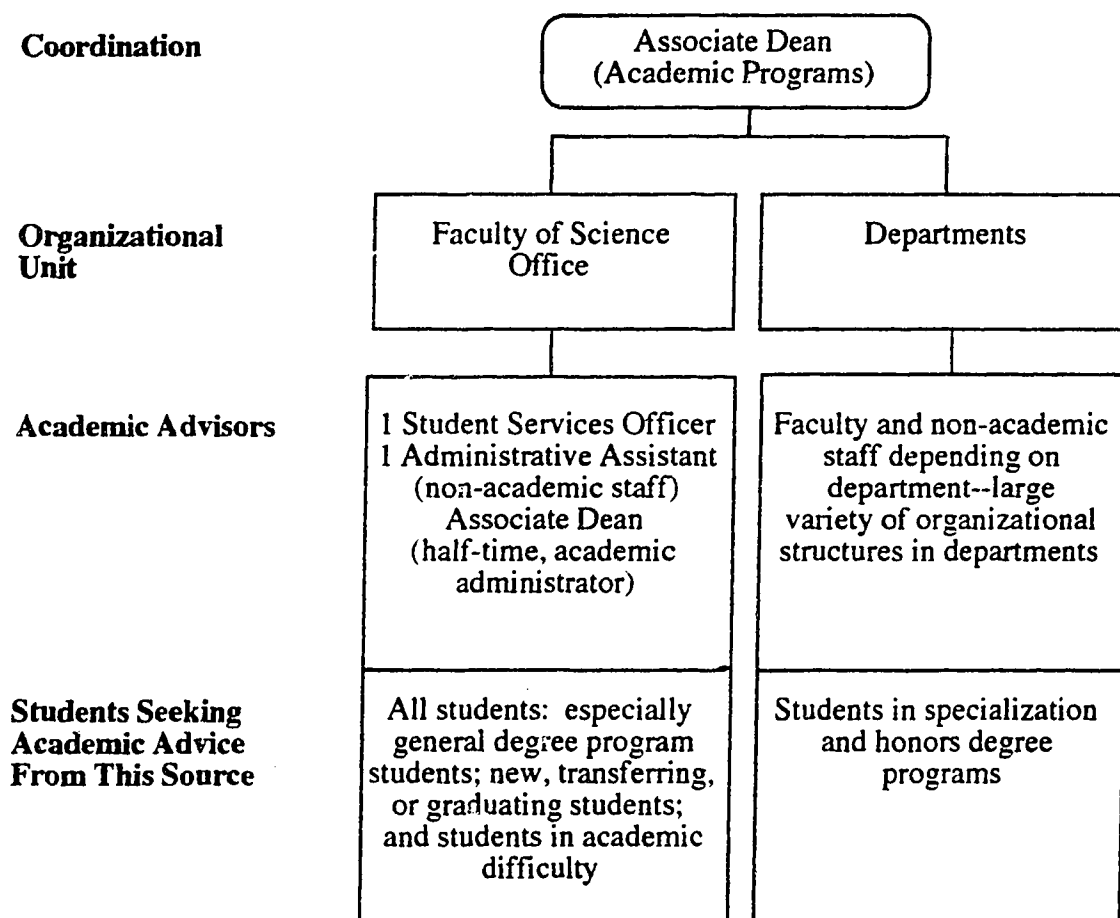 Coordination
Associate Dean
(Academic Programs)
Organizational
Unit
Faculty of Science
Office
Departments
Academic Advisors
1 Student Services Officer
1 Administrative Assistant
(non-academic staff)
Associate Dean
(half-time, academic
administrator)
Faculty and non-academic
staff depending on
department--large
variety of organizational
structures in departments
Students Seeking
Academic Advice
From This Source
All students: especially
general degree program
students; new, transferring,
or graduating students;
and students in academic
difficulty
Students in specialization
and honors degree
programs